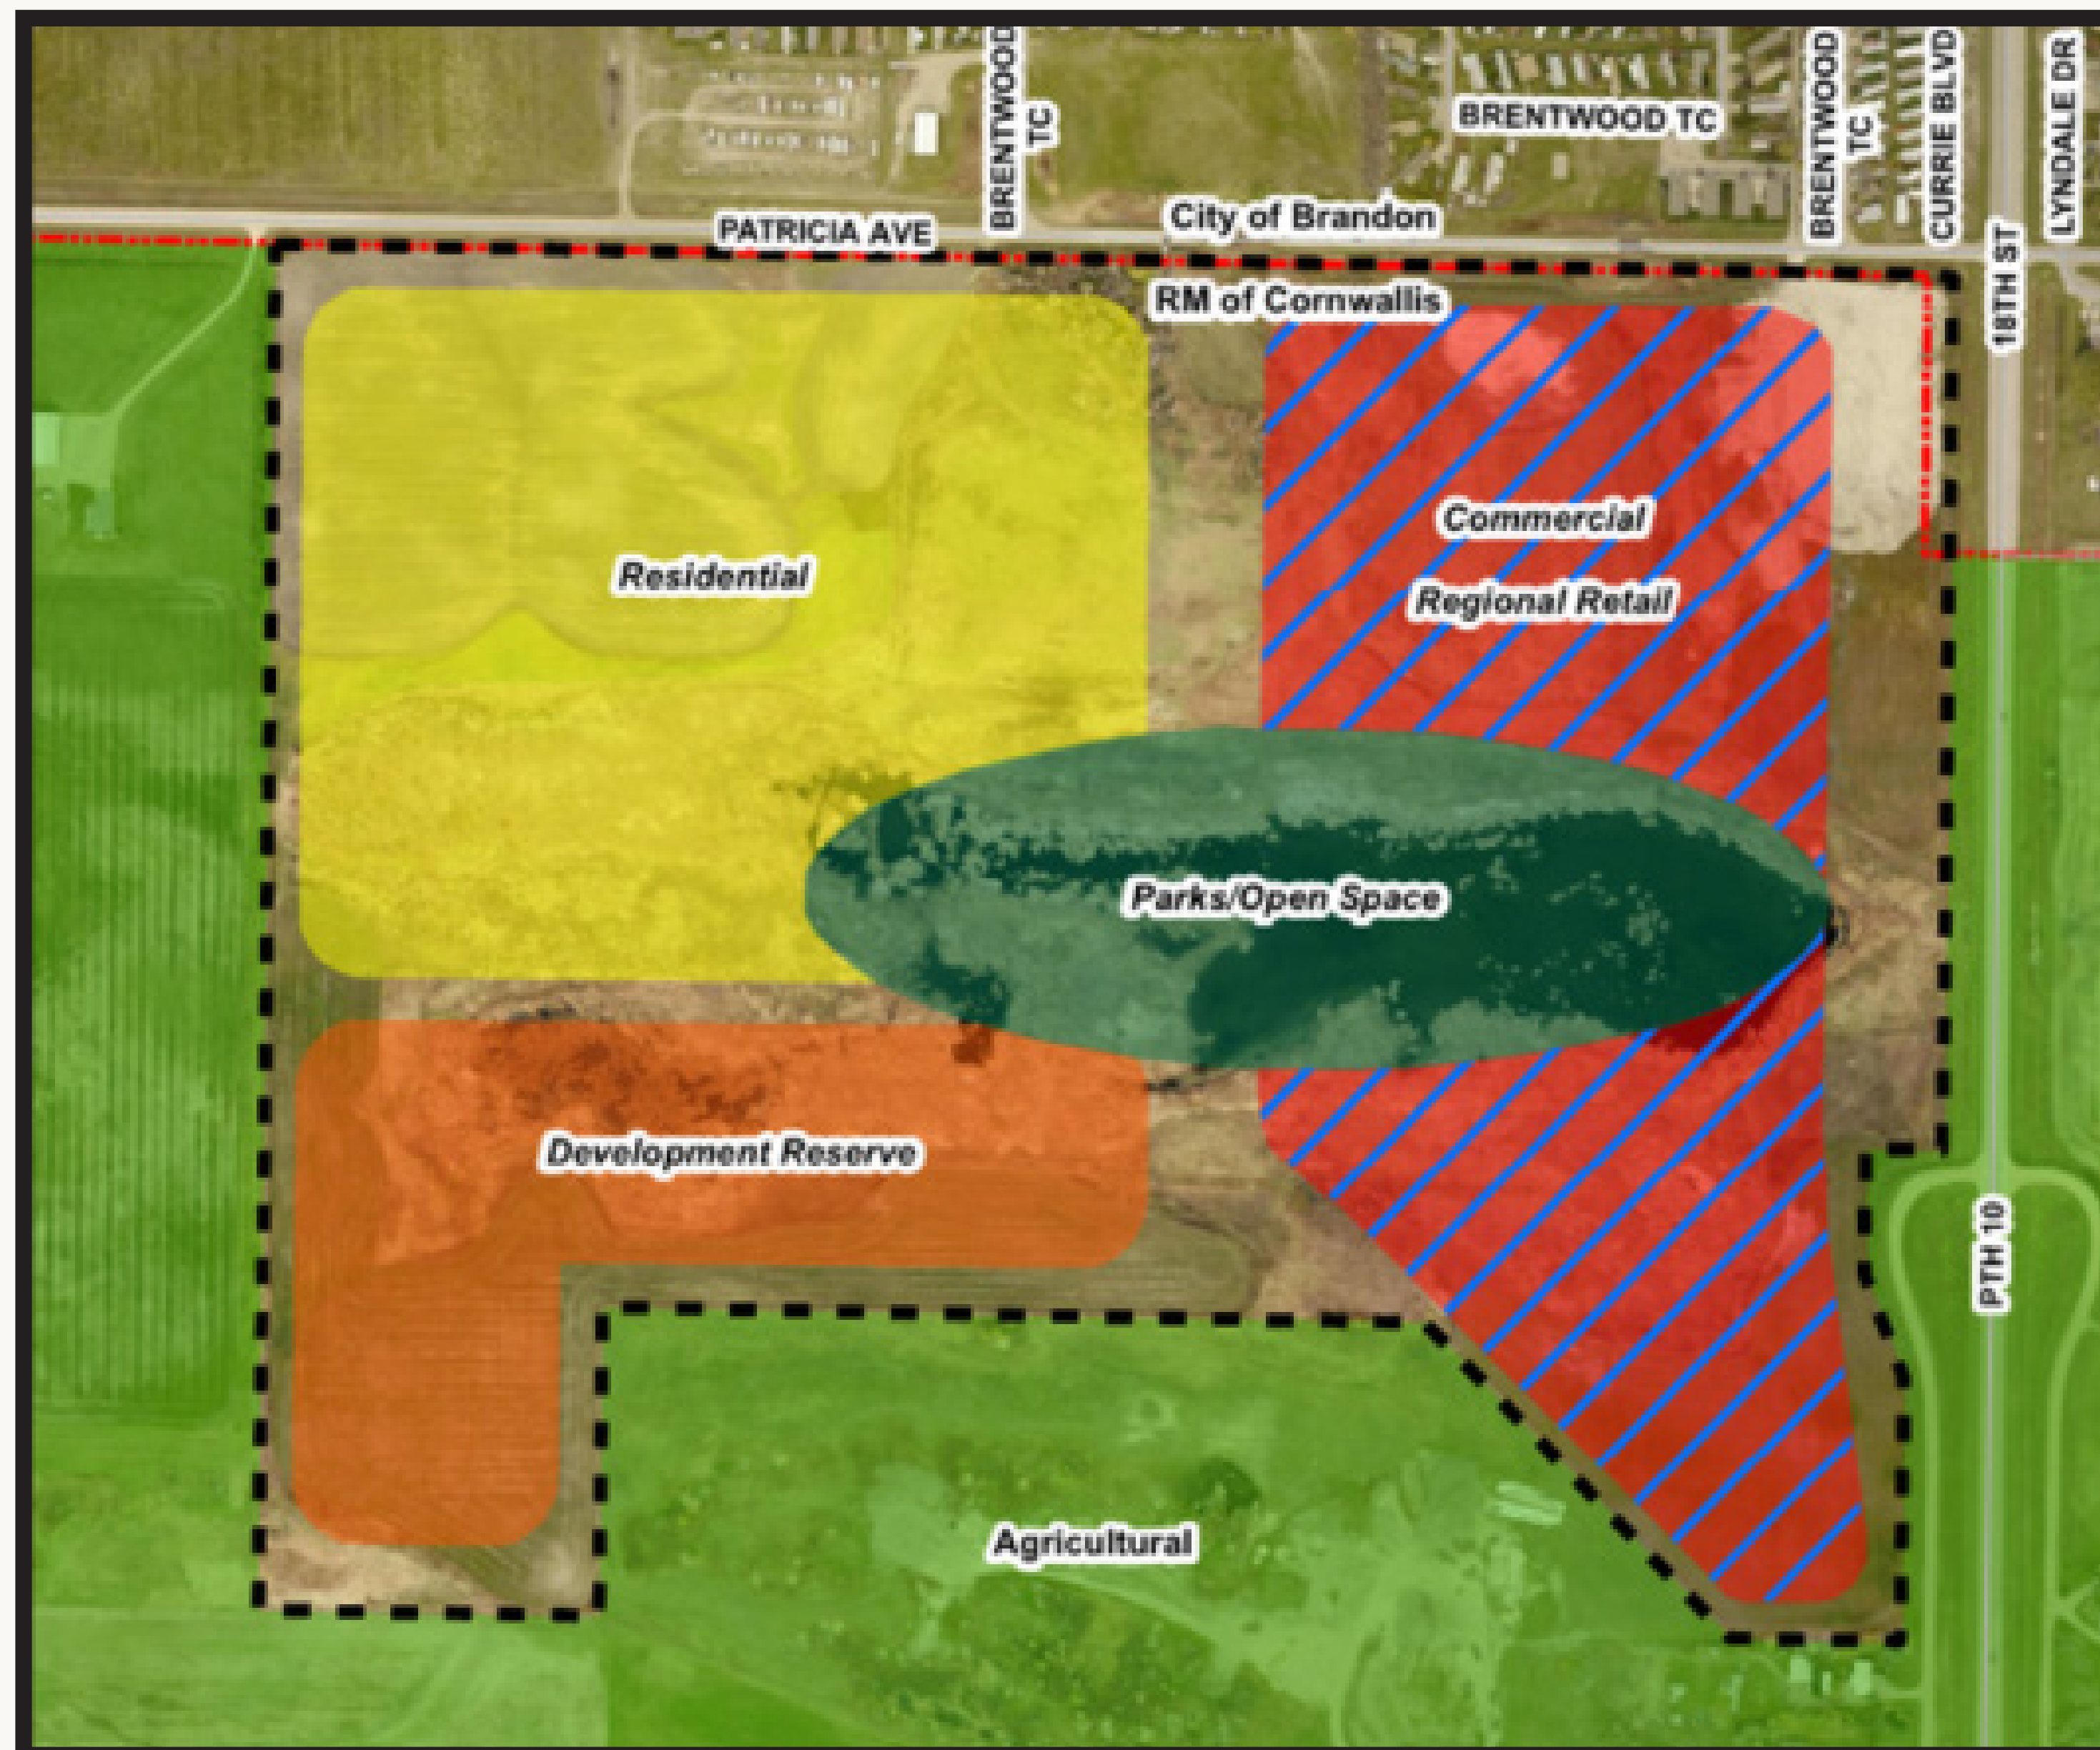 BRENTWOOD
TC
BRENTWOOD TC
BRENTWOOD
TC
CURRIE BLVD
LYNDALE DR
PATRICIA AVE
City of Brandon
18TH ST
RM of Cornwallis
Commercial
Residential
Regional Retail
Parks/Open Space
Development Reserve
PTH 10
Agricultural